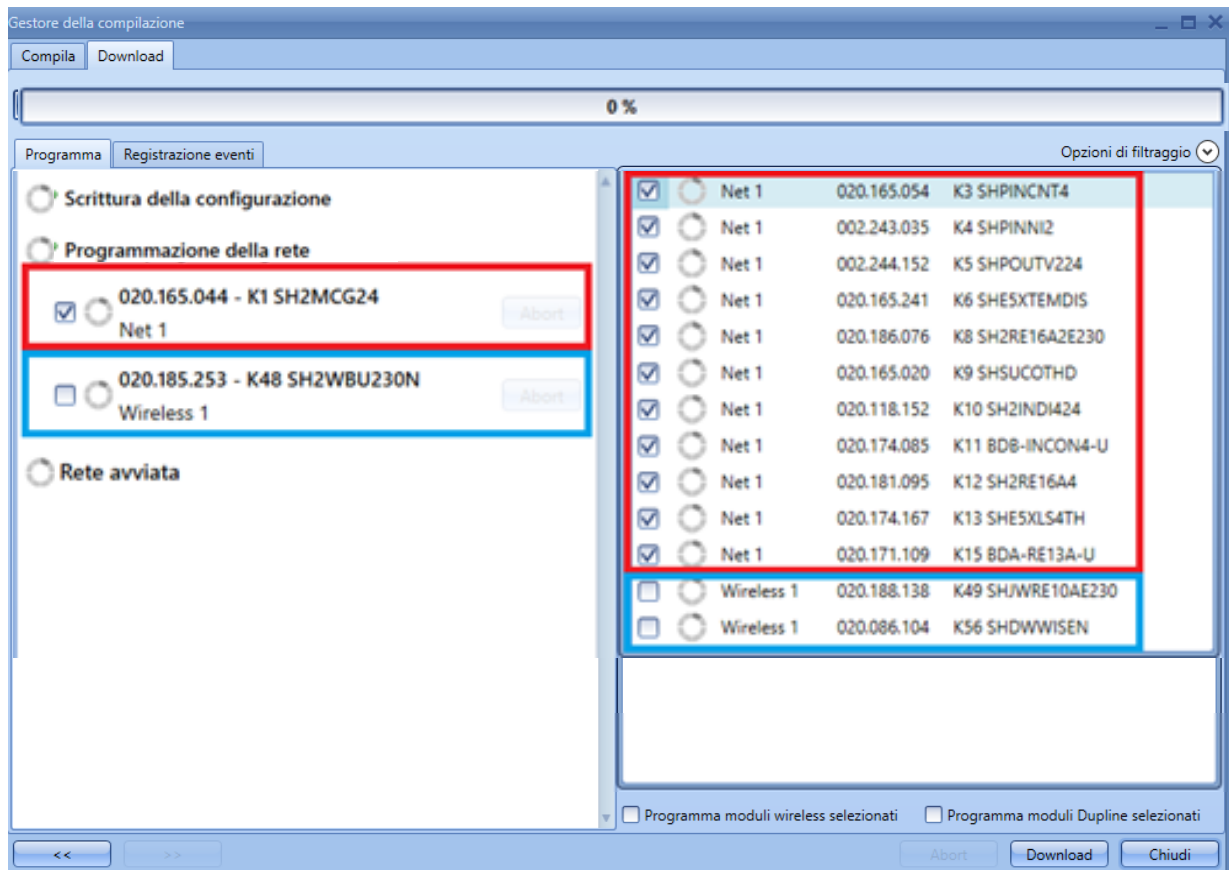 Gestore della compilazione
Compila Download
0 %
Programma Registrazione eventi
Opzioni di filtraggio
Scrittura della configurazione
Programmazione della rete
020.165.044 - K1 SH2MCG24
Net 1
Abort
020.185.253 - K48 SH2WBU230N
Wireless 1
Abort
Rete avviata
Net 1 020.165.054 K3 SHPINCNT4
Net 1 002.243.035 K4 SHPINNI2
Net 1 002.244.152 K5 SHPOUTV224
Net 1 020.165.241 K6 SHE5XTEMDIS
Net 1 020.186.076 K8 SH2RE16A2E230
Net 1 020.165.020 K9 SHSUCOTHD
Net 1 020.118.152 K10 SH2INDI424
Net 1 020.174.085 K11 BDB-INCON4-U
Net 1 020.181.095 K12 SH2RE16A4
Net 1 020.174.167 K13 SHE5XLS4TH
Net 1 020.171.109 K15 BDA-RE13A-U
Wireless 1 020.188.138 K49 SHJWRE10AE230
Wireless 1 020.086.104 K56 SHDWWISEN
Programma moduli wireless selezionati Programma moduli Dupline selezionati
<< >> Abort Download Chiudi